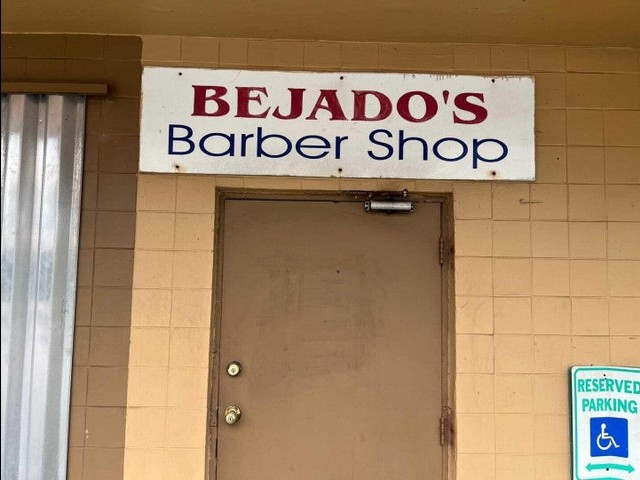 BEJADO'S
Barber Shop
RESERVED
PARKING